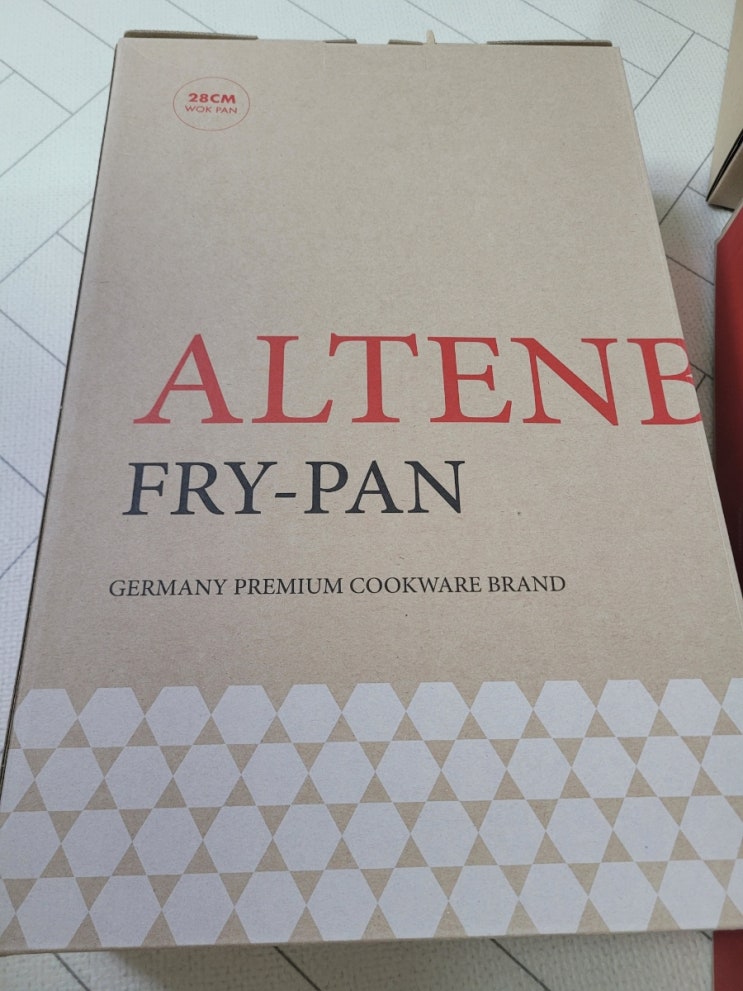 28CM
WOK PAN
ALTENB
FRY-PAN
GERMANY PREMIUM COOKWARE BRAND